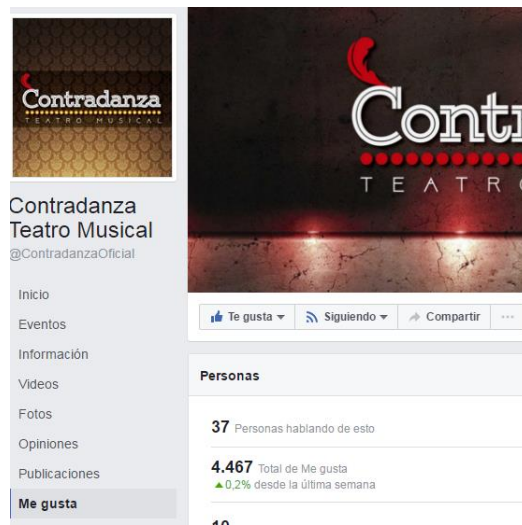 Contradanza
TEATRO MUSICAL
Contradanza
Teatro Musical
@ContradanzaOficial
Inicio
Eventos
Información
Videos
Fotos
Opiniones
Publicaciones
Me gusta
Cont
TEATR
Te gusta
Siguiendo
Compartir
Personas
37 Personas hablando de esto
4.467 Total de Me gusta
0,2% desde la última semana